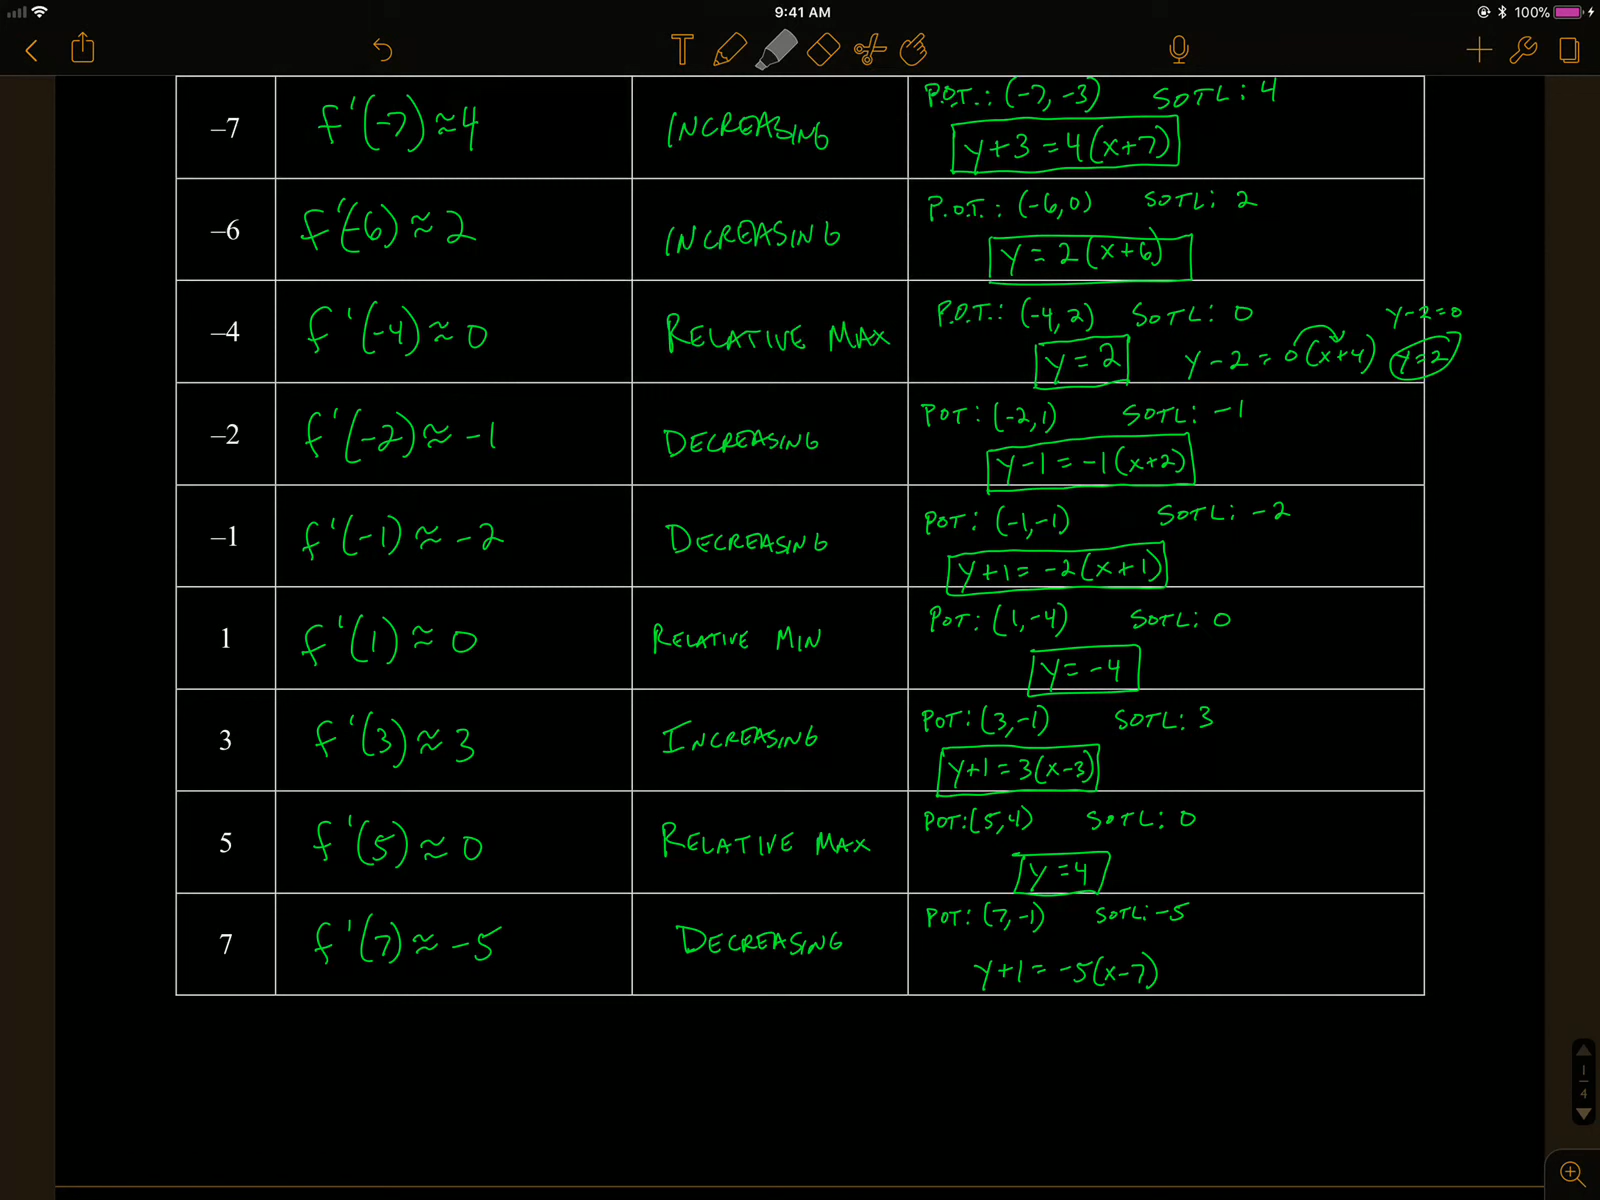 9:41 AM
100%
T
–7
f'(-7) ≈ 4
INCREASING
P.O.T.: (-7, -3) SOTL: 4
y+3 = 4(x+7)
–6
f'(-6) ≈ 2
INCREASING
P.O.T.: (-6,0) SOTL: 2
y = 2(x+6)
–4
f'(-4) ≈ 0
RELATIVE MAX
P.O.T.: (-4,2) SOTL: 0
y-2=0
y = 2
y - 2 = 0(x+4)
y=2
–2
f'(-2) ≈ -1
DECREASING
POT: (-2,1) SOTL: -1
y-1 = -1(x+2)
–1
f'(-1) ≈ -2
DECREASING
POT: (-1,-1) SOTL: -2
y+1 = -2(x+1)
1
f'(1) ≈ 0
RELATIVE MIN
POT: (1,-4) SOTL: 0
y = -4
3
f'(3) ≈ 3
INCREASING
POT: (3,-1) SOTL: 3
y+1 = 3(x-3)
5
f'(5) ≈ 0
RELATIVE MAX
POT: (5,4) SOTL: 0
y = 4
7
f'(7) ≈ -5
DECREASING
POT: (7,-1) SOTL: -5
y+1 = -5(x-7)
1
4